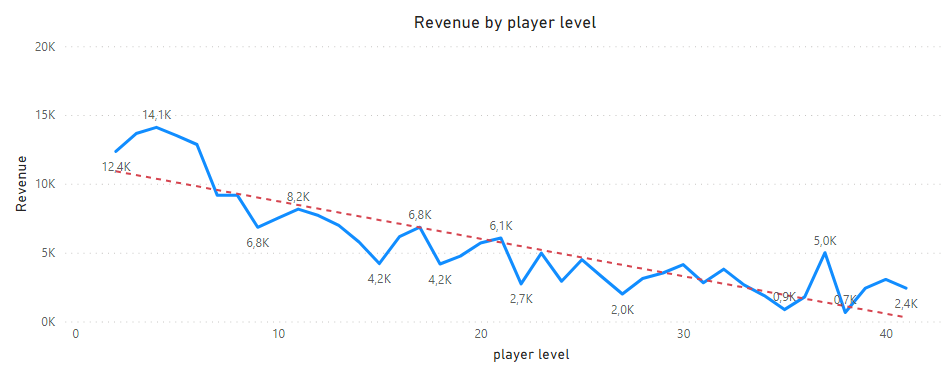 Revenue by player level
20K
15K
10K
5K
0K
Revenue
12,4K
14,1K
6,8K
8,2K
4,2K
6,8K
4,2K
6,1K
2,7K
2,0K
0,9K
5,0K
0,7K
2,4K
0 10 20 30 40
player level